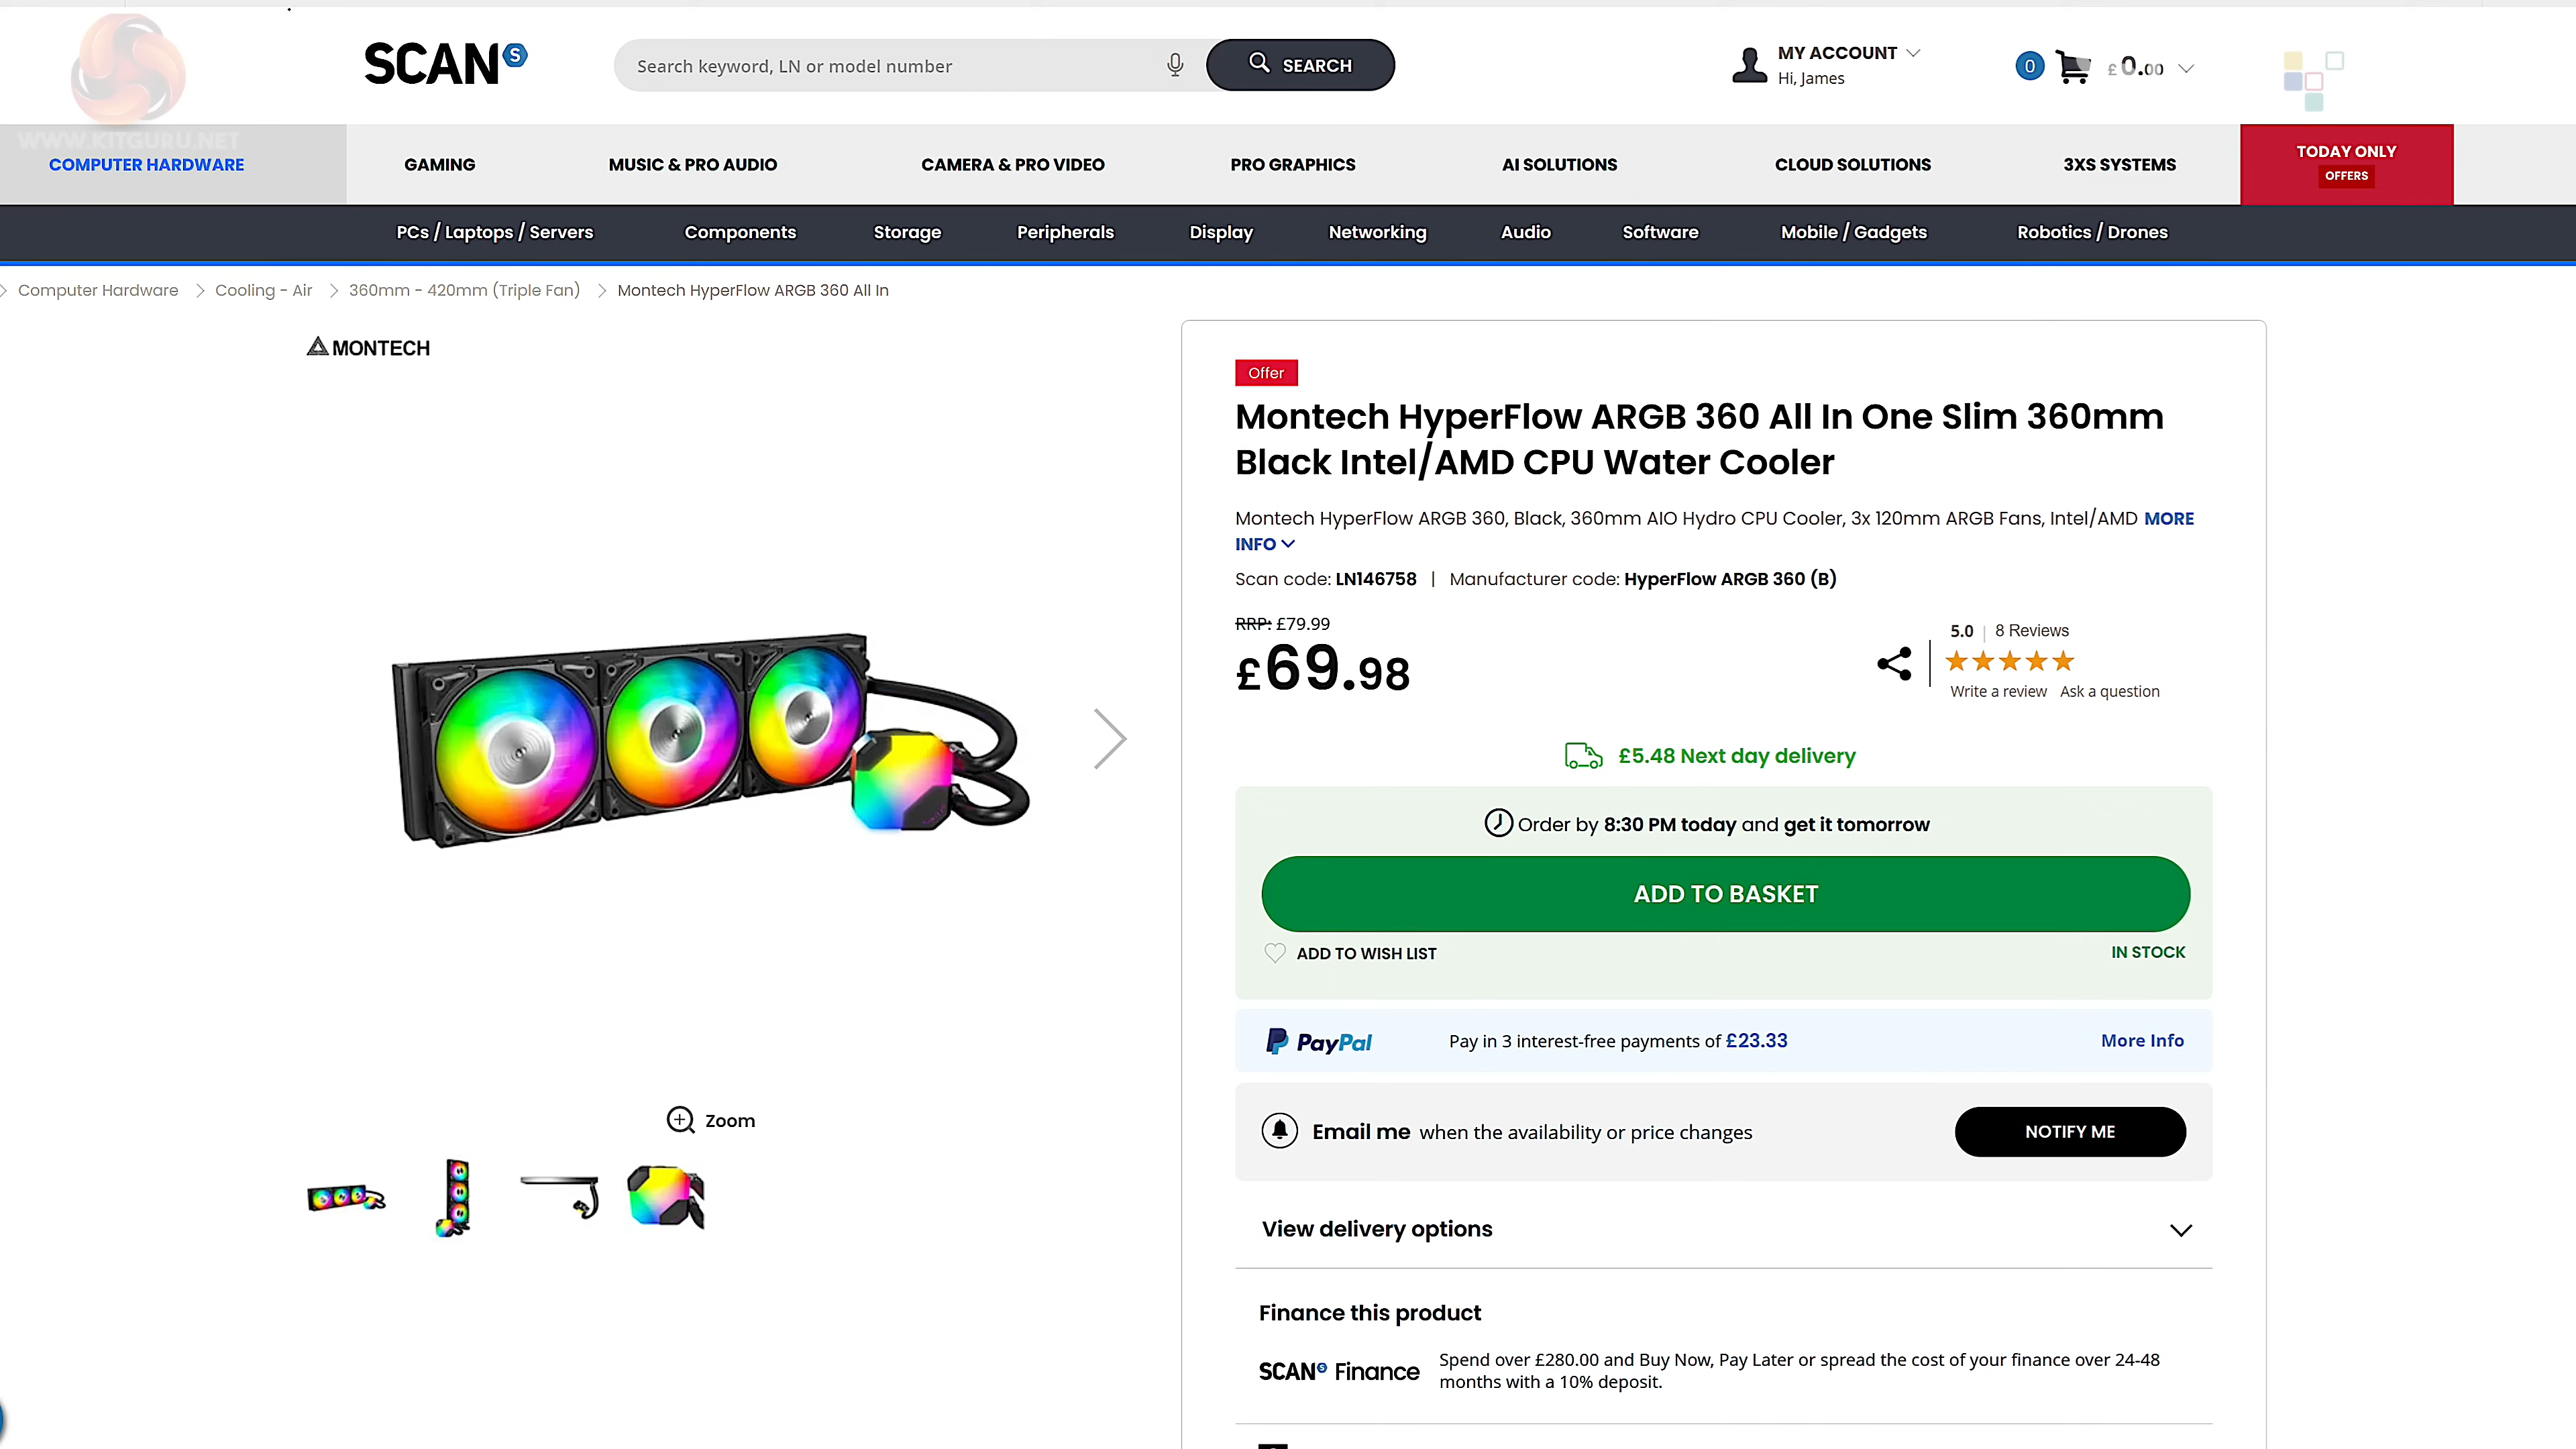 SCAN S
Search keyword, LN or model number
SEARCH
MY ACCOUNT
Hi, James
0
£0.00
WWW.KITGURU.NET
COMPUTER HARDWARE
GAMING
MUSIC & PRO AUDIO
CAMERA & PRO VIDEO
PRO GRAPHICS
AI SOLUTIONS
CLOUD SOLUTIONS
3XS SYSTEMS
TODAY ONLY
OFFERS
PCs / Laptops / Servers
Components
Storage
Peripherals
Display
Networking
Audio
Software
Mobile / Gadgets
Robotics / Drones
Computer Hardware
Cooling - Air
360mm - 420mm (Triple Fan)
Montech HyperFlow ARGB 360 All In
MONTECH
Offer
Montech HyperFlow ARGB 360 All In One Slim 360mm
Black Intel/AMD CPU Water Cooler
Montech HyperFlow ARGB 360, Black, 360mm AIO Hydro CPU Cooler, 3x 120mm ARGB Fans, Intel/AMD MORE
INFO
Scan code: LN146758 | Manufacturer code: HyperFlow ARGB 360 (B)
RRP: £79.99
£69.98
5.0 | 8 Reviews
Write a review Ask a question
£5.48 Next day delivery
Order by 8:30 PM today and get it tomorrow
ADD TO BASKET
ADD TO WISH LIST
IN STOCK
PayPal
Pay in 3 interest-free payments of £23.33
More Info
Email me when the availability or price changes
NOTIFY ME
Zoom
View delivery options
Finance this product
SCAN S Finance
Spend over £280.00 and Buy Now, Pay Later or spread the cost of your finance over 24-48
months with a 10% deposit.